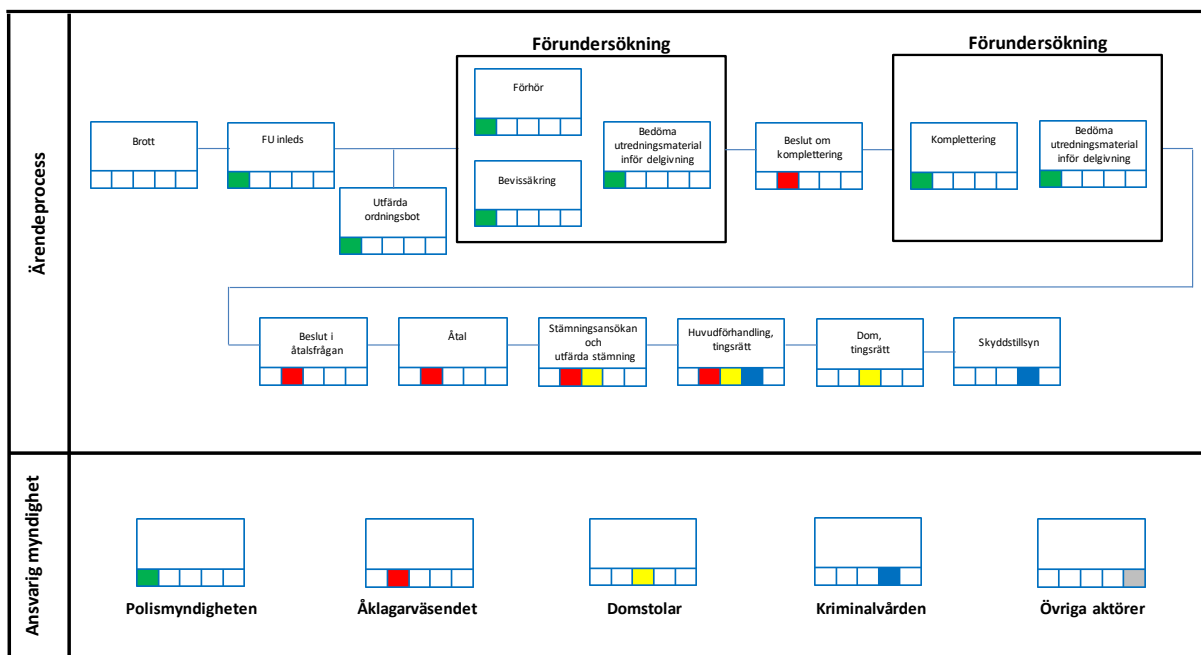 Ärendeprocess
Förundersökning
Förundersökning
Brott
FU inleds
Utfärda
ordningsbot
Förhör
Bevissäkring
Bedöma
utredningsmaterial
inför delgivning
Beslut om
komplettering
Komplettering
Bedöma
utredningsmaterial
inför delgivning
Beslut i
åtalsfrågan
Åtal
Stämningsansökan
och
utfärda stämning
Huvudförhandling,
tingsrätt
Dom,
tingsrätt
Skyddstillsyn
Ansvarig myndighet
Polismyndigheten
Åklagarväsendet
Domstolar
Kriminalvården
Övriga aktörer